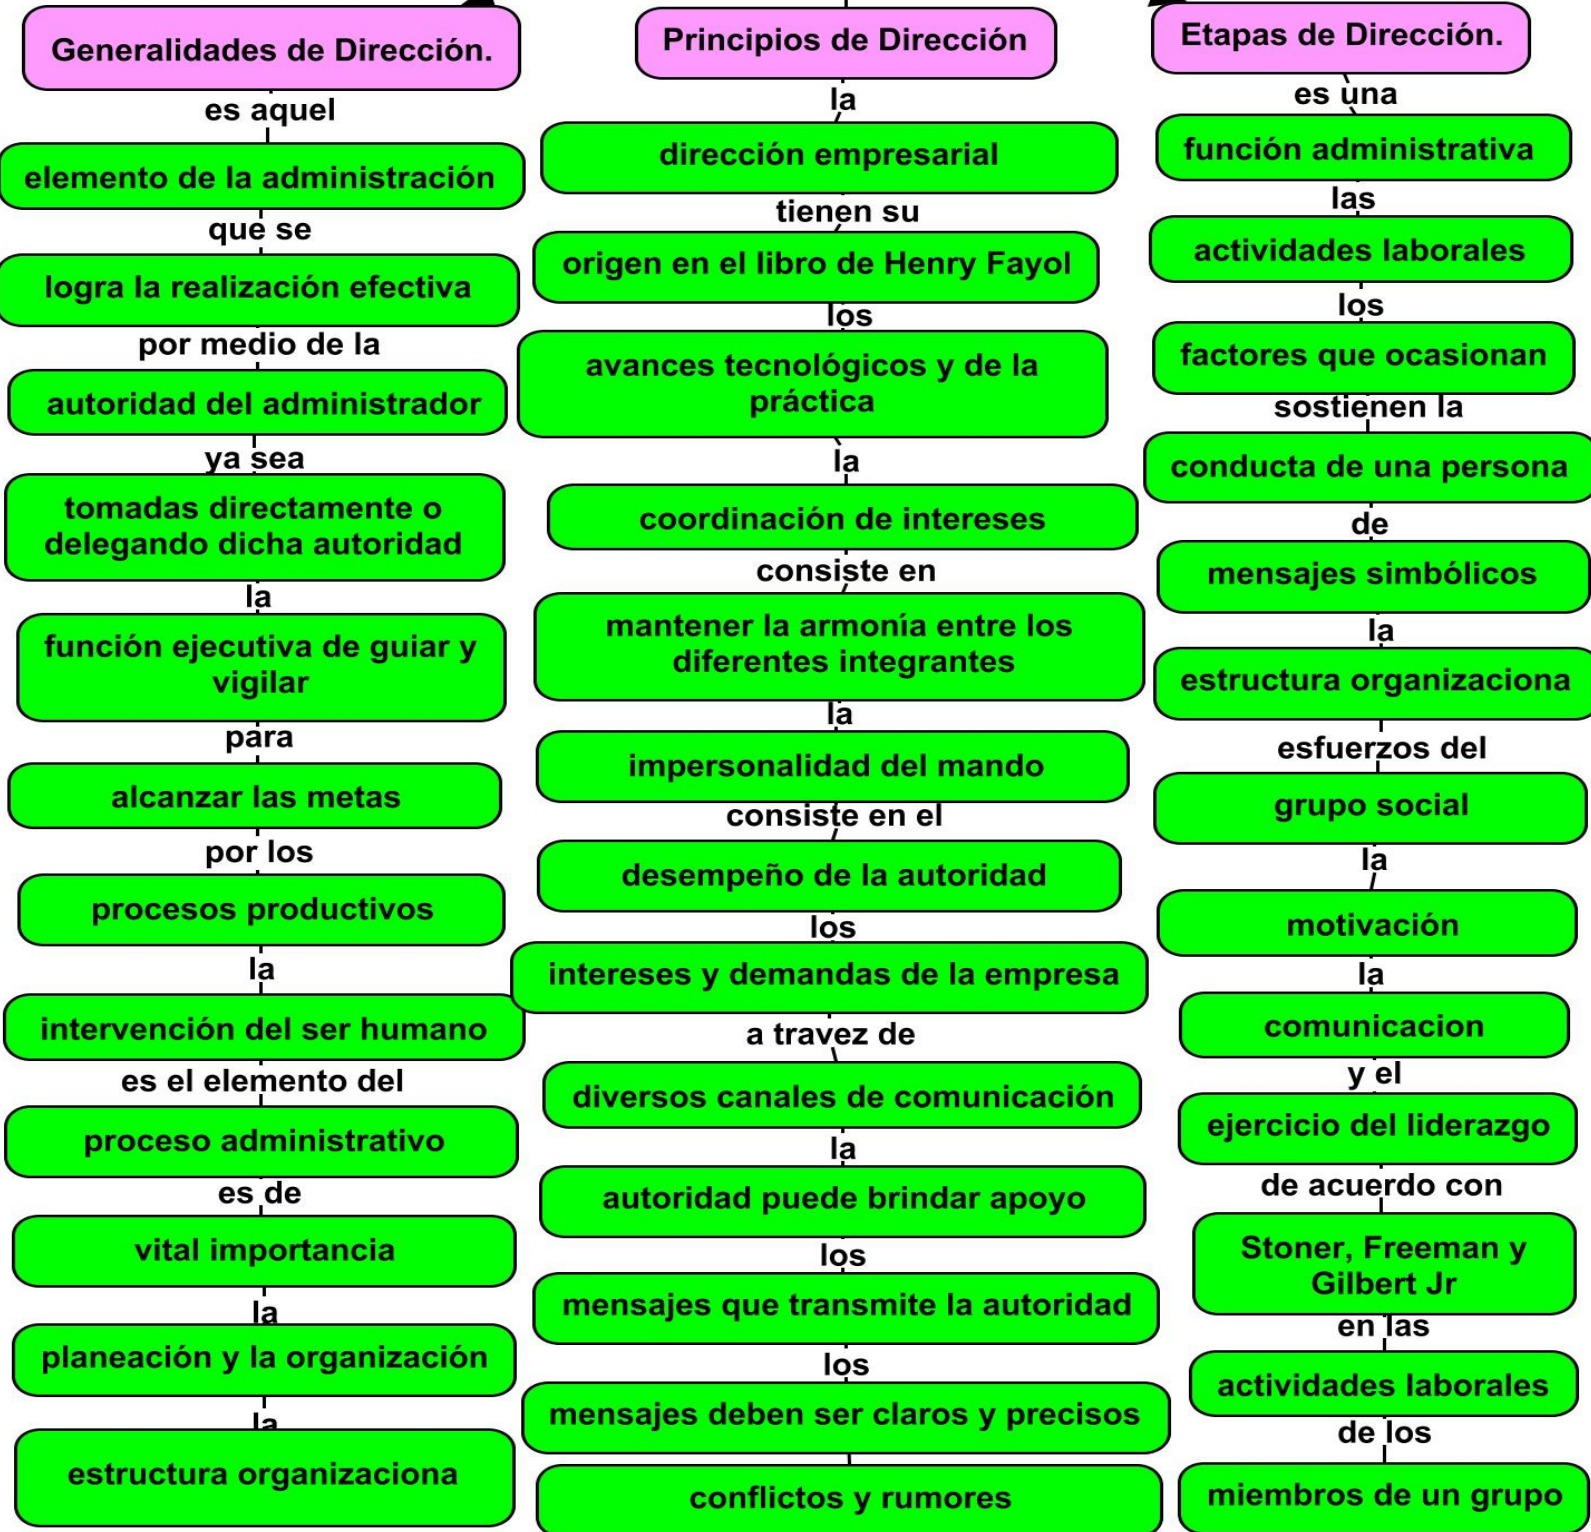 Generalidades de Dirección.
es aquel
elemento de la administración
que se
logra la realización efectiva
por medio de la
autoridad del administrador
ya sea
tomadas directamente o
delegando dicha autoridad
la
función ejecutiva de guiar y
vigilar
para
alcanzar las metas
por los
procesos productivos
la
intervención del ser humano
es el elemento del
proceso administrativo
es de
vital importancia
la
planeación y la organización
la
estructura organizaciona
Principios de Dirección
la
dirección empresarial
tienen su
origen en el libro de Henry Fayol
los
avances tecnológicos y de la
práctica
la
coordinación de intereses
consiste en
mantener la armonìa entre los
diferentes integrantes
la
impersonalidad del mando
consiste en el
desempeño de la autoridad
los
intereses y demandas de la empresa
a travez de
diversos canales de comunicación
la
autoridad puede brindar apoyo
los
mensajes que transmite la autoridad
los
mensajes deben ser claros y precisos
conflictos y rumores
Etapas de Dirección.
es una
función administrativa
las
actividades laborales
los
factores que ocasionan
sostienen la
conducta de una persona
de
mensajes simbólicos
la
estructura organizaciona
esfuerzos del
grupo social
la
motivación
la
comunicacion
y el
ejercicio del liderazgo
de acuerdo con
Stoner, Freeman y
Gilbert Jr
en las
actividades laborales
de los
miembros de un grupo